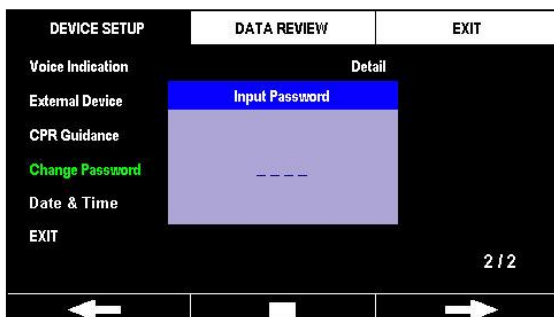 DEVICE SETUP DATA REVIEW EXIT
Voice Indication Detail
External Device
Input Password
CPR Guidance
Change Password
_ _ _ _
Date & Time
EXIT
2 / 2